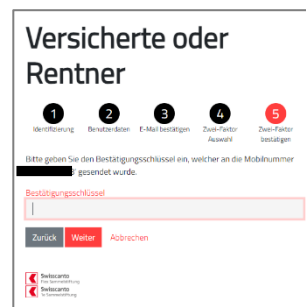 Versicherte oder
Rentner
1 2 3 4 5
Identifizierung Benutzerdaten E-Mail bestätigen Zwei-Faktor Zwei-Faktor
Auswahl bestätigen
Bitte geben Sie den Bestätigungsschlüssel ein, welcher an die Mobilnummer
3' gesendet wurde.
Bestätigungsschlüssel
Zurück Weiter Abbrechen
Swisscanto
Swisscanto